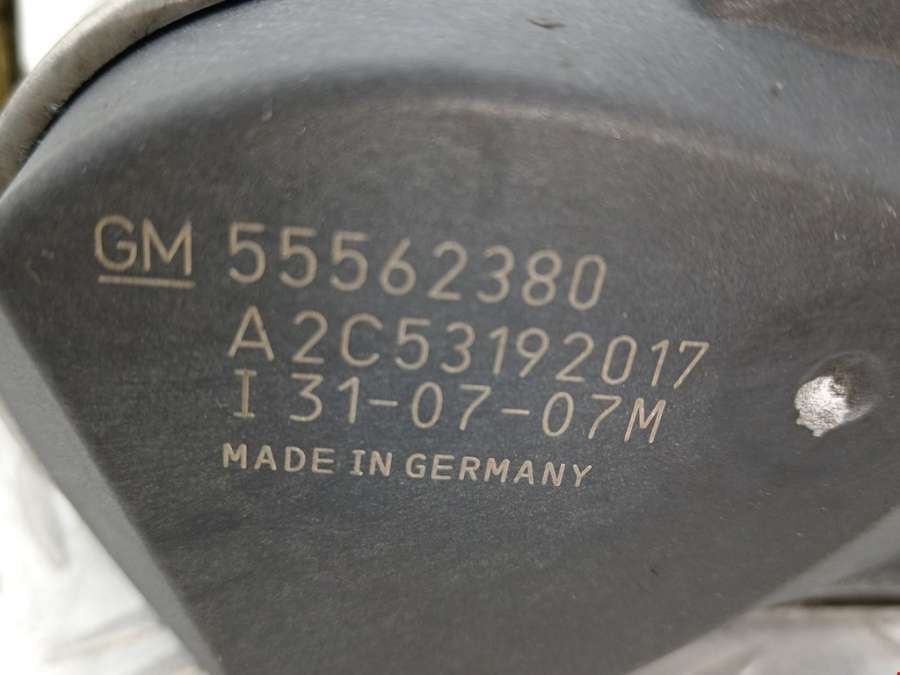 GM 55562380
A2C53192017
I 31-07-07M
MADE IN GERMANY